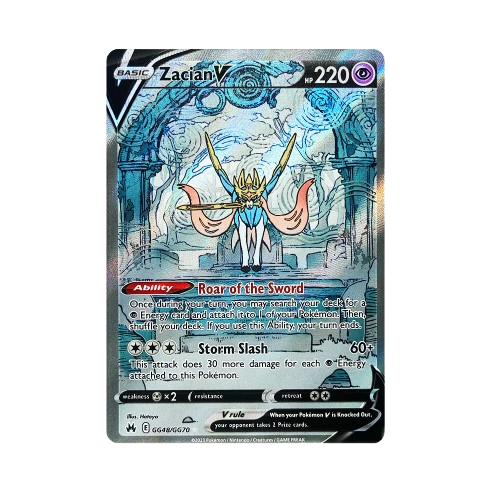 BASIC Zacian V HP 220
Ability Roar of the Sword
Once during your turn, you may search your deck for a
Energy card and attach it to 1 of your Pokémon. Then,
shuffle your deck. If you use this Ability, your turn ends.
Storm Slash 60+
This attack does 30 more damage for each Energy
attached to this Pokémon.
weakness × 2 resistance retreat
Illus. Hataya
E GG48/GG70
V rule When your Pokémon V is Knocked Out,
your opponent takes 2 Prize cards.
©2023 Pokémon / Nintendo / Creatures / GAME FREAK